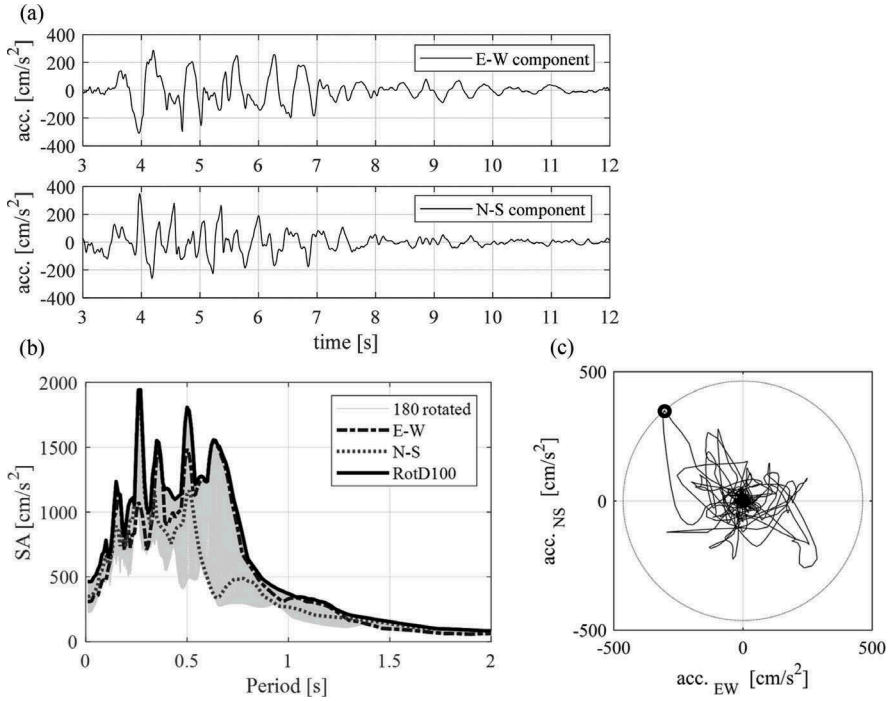 (a)
400
200
0
-200
-400
acc. [cm/s²]
E-W component
3 4 5 6 7 8 9 10 11 12
400
200
0
-200
-400
acc. [cm/s²]
N-S component
3 4 5 6 7 8 9 10 11 12
time [s]
(b)
2000
1500
1000
500
0
SA [cm/s²]
180 rotated
E-W
N-S
RotD100
0 0.5 1 1.5 2
Period [s]
(c)
500
0
-500
acc. NS [cm/s²]
-500 0 500
acc. EW [cm/s²]